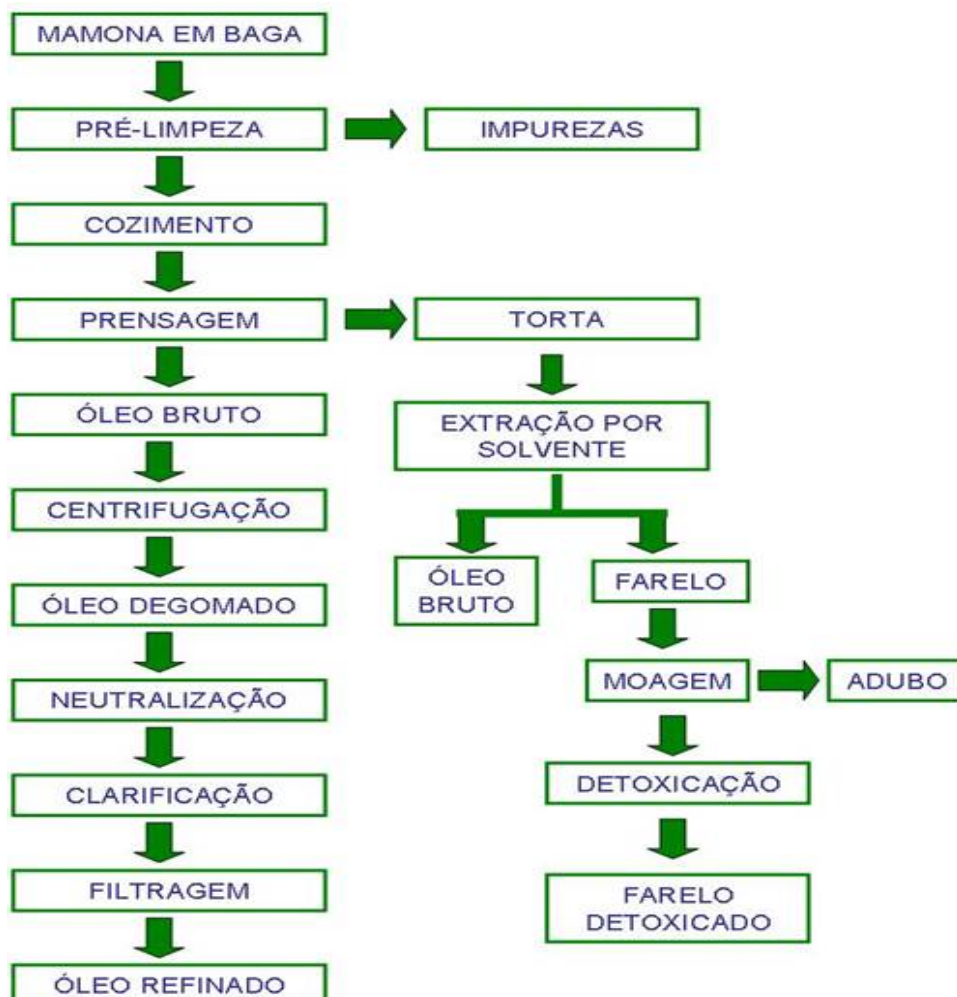 MAMONA EM BAGA
PRÉ-LIMPEZA
IMPUREZAS
COZIMENTO
PRENSAGEM
TORTA
ÓLEO BRUTO
EXTRAÇÃO POR
SOLVENTE
CENTRIFUGAÇÃO
ÓLEO
BRUTO
FARELO
ÓLEO DEGOMADO
MOAGEM
ADUBO
NEUTRALIZAÇÃO
DETOXICAÇÃO
CLARIFICAÇÃO
FILTRAGEM
FARELO
DETOXICADO
ÓLEO REFINADO